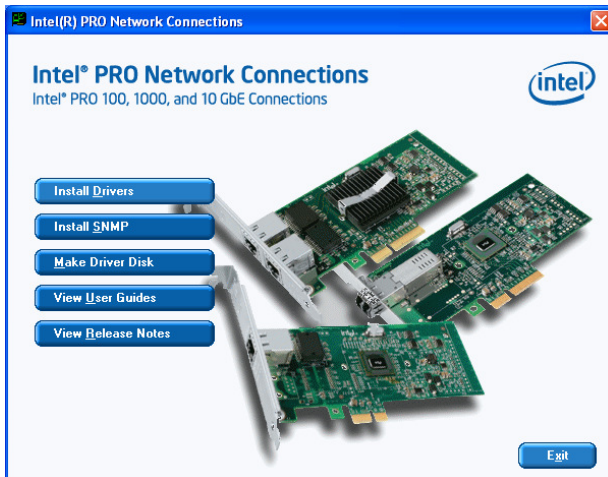 Intel(R) PRO Network Connections
Intel® PRO Network Connections
Intel® PRO 100, 1000, and 10 GbE Connections
intel
Install Drivers
Install SNMP
Make Driver Disk
View User Guides
View Release Notes
Exit